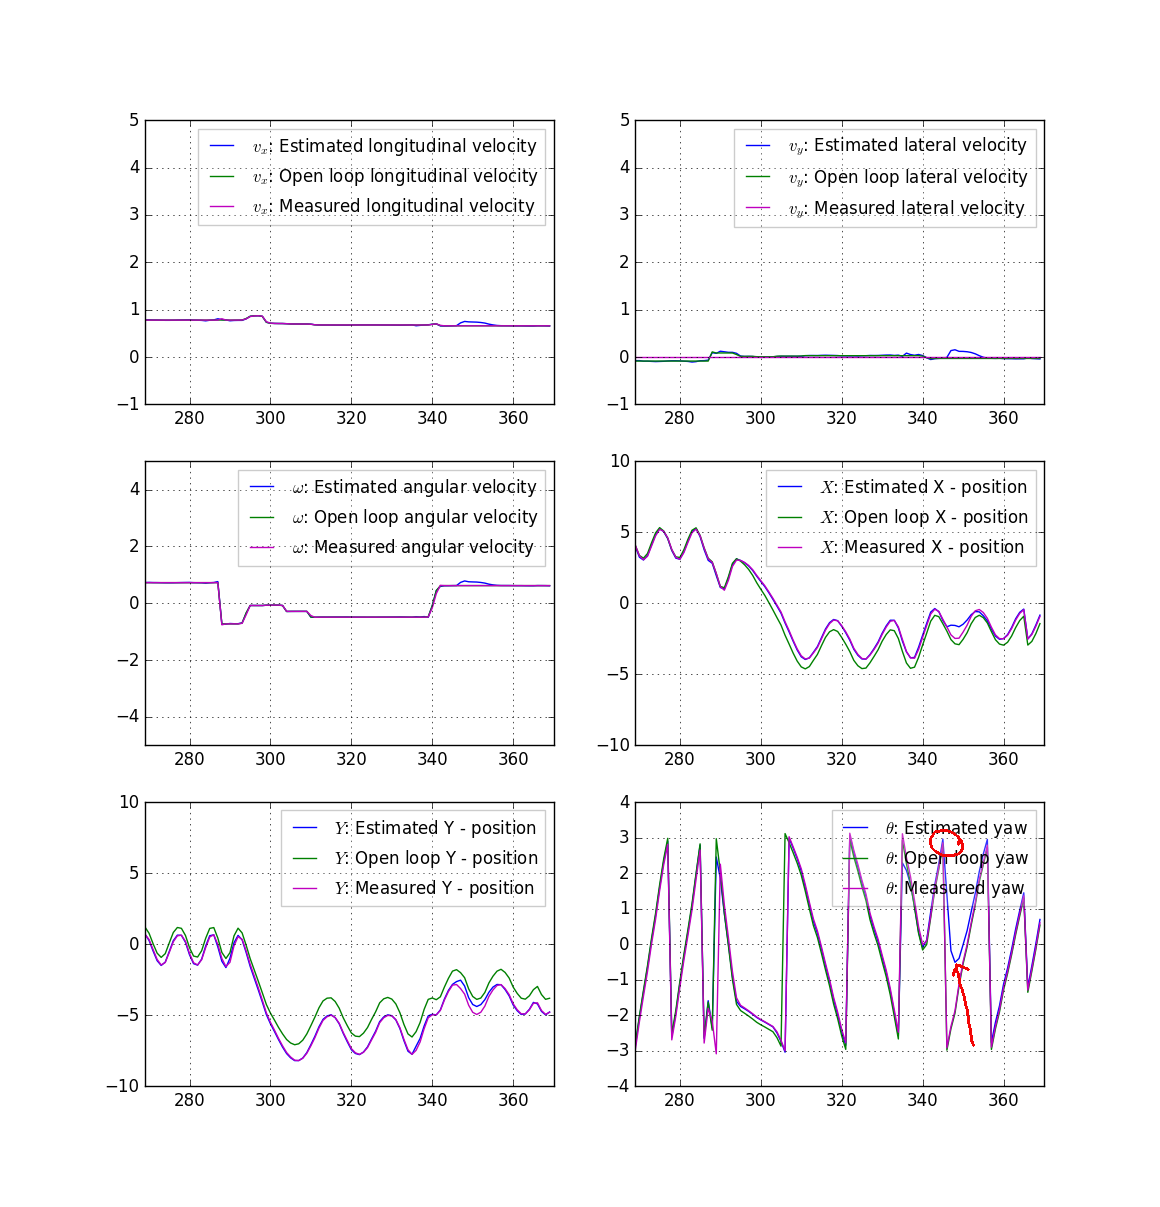 5
4
3
2
1
0
−1
280 300 320 340 360
v_x: Estimated longitudinal velocity
v_x: Open loop longitudinal velocity
v_x: Measured longitudinal velocity
5
4
3
2
1
0
−1
280 300 320 340 360
v_y: Estimated lateral velocity
v_y: Open loop lateral velocity
v_y: Measured lateral velocity
4
2
0
−2
−4
280 300 320 340 360
ω: Estimated angular velocity
ω: Open loop angular velocity
ω: Measured angular velocity
10
5
0
−5
−10
280 300 320 340 360
X: Estimated X - position
X: Open loop X - position
X: Measured X - position
10
5
0
−5
−10
280 300 320 340 360
Y: Estimated Y - position
Y: Open loop Y - position
Y: Measured Y - position
4
3
2
1
0
−1
−2
−3
−4
280 300 320 340 360
θ: Estimated yaw
θ: Open loop yaw
θ: Measured yaw